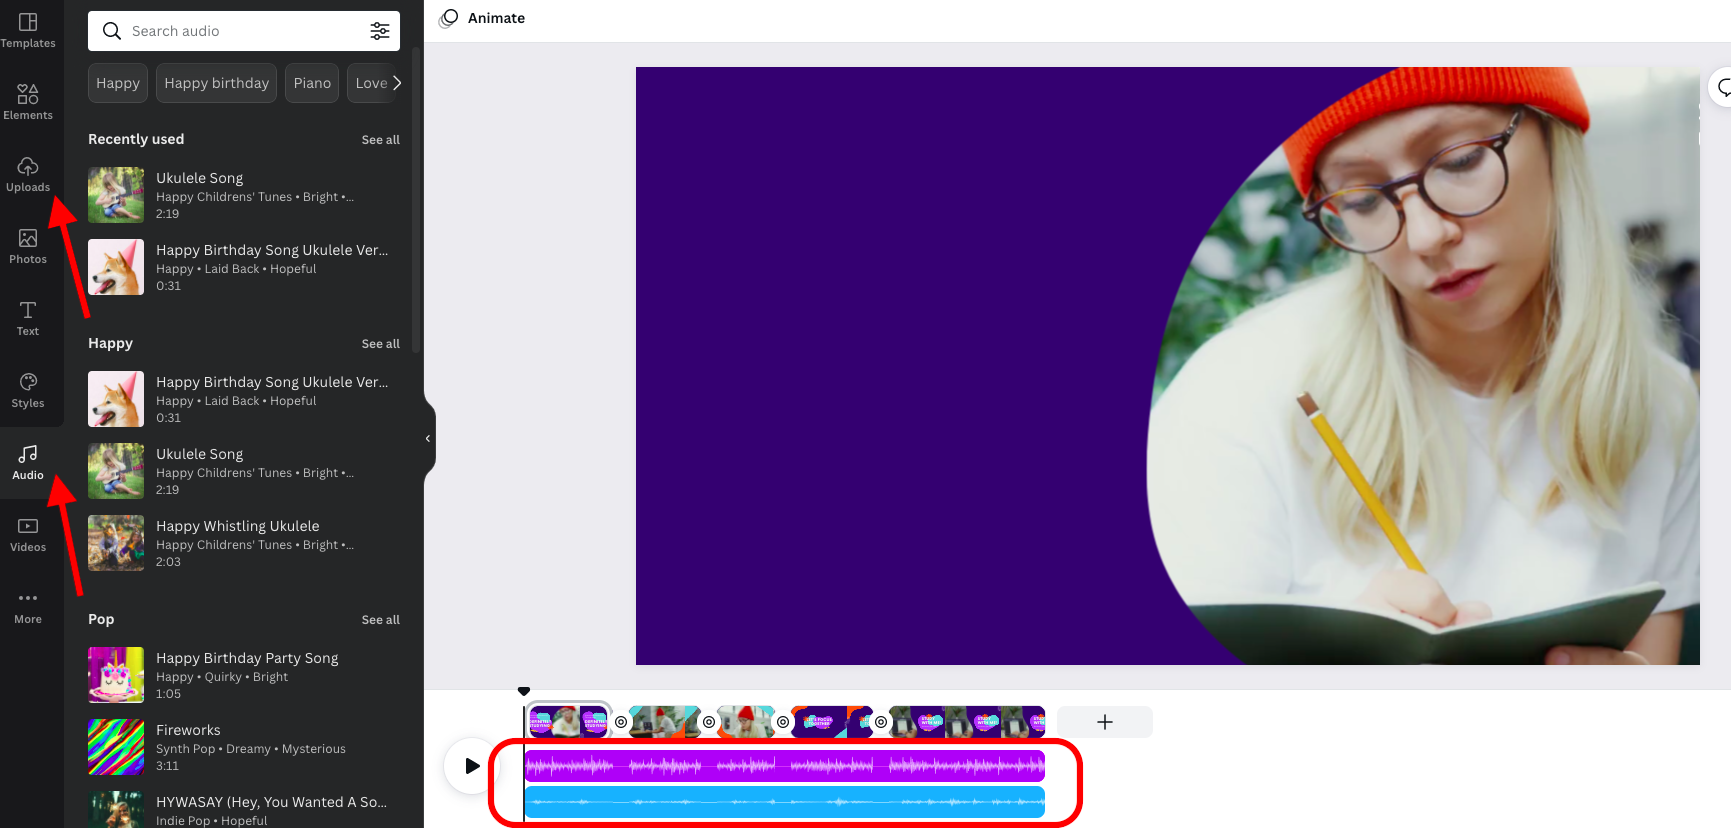 Templates
Elements
Uploads
Photos
Text
Styles
Audio
Videos
More
Search audio
Happy
Happy birthday
Piano
Love
Recently used
See all
Ukulele Song
Happy Childrens' Tunes • Bright •...
2:19
Happy Birthday Song Ukulele Ver...
Happy • Laid Back • Hopeful
0:31
Happy
See all
Happy Birthday Song Ukulele Ver...
Happy • Laid Back • Hopeful
0:31
Ukulele Song
Happy Childrens' Tunes • Bright •...
2:19
Happy Whistling Ukulele
Happy Childrens' Tunes • Bright •...
2:03
Pop
See all
Happy Birthday Party Song
Happy • Quirky • Bright
1:05
Fireworks
Synth Pop • Dreamy • Mysterious
3:11
HYWASAY (Hey, You Wanted A So...
Indie Pop • Hopeful
Animate